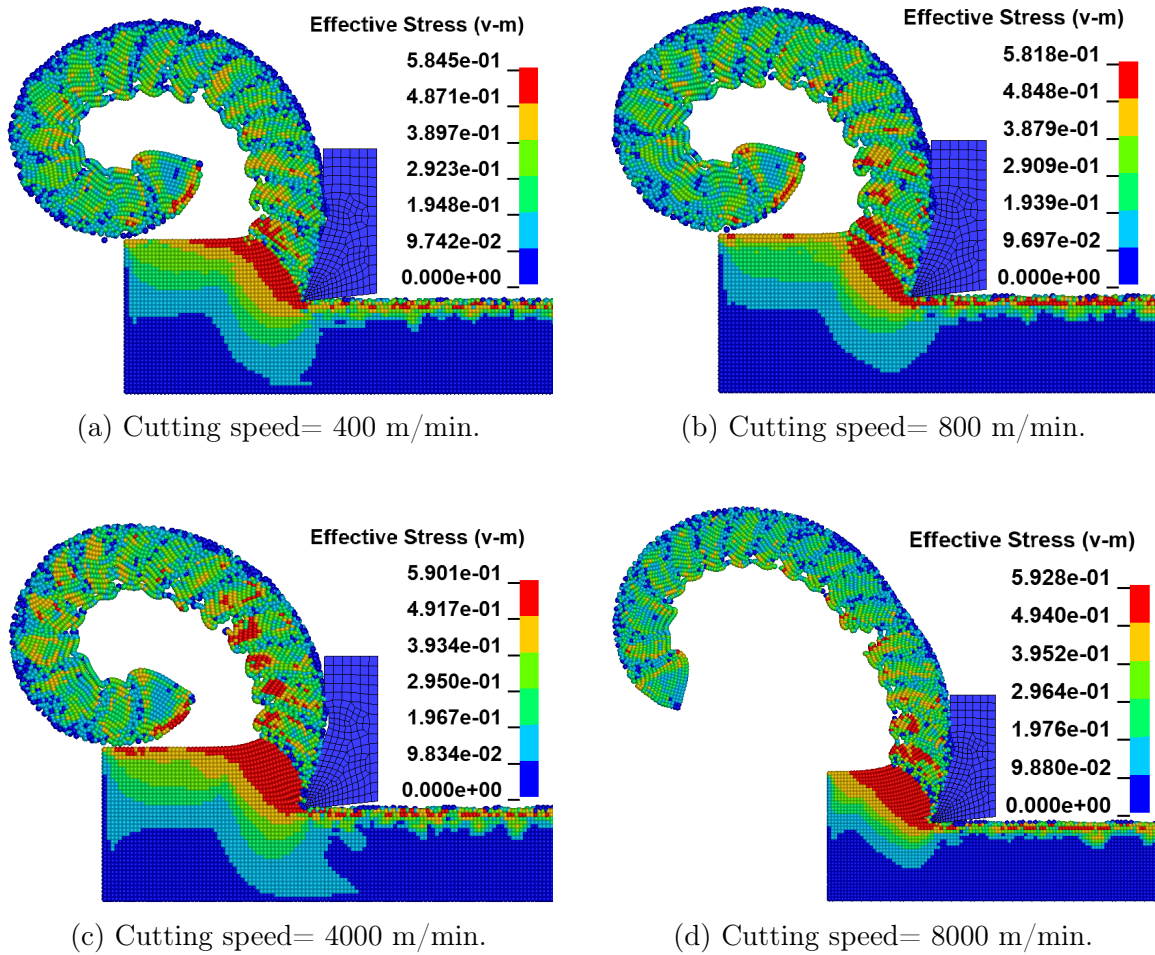 Effective Stress (v-m)
5.845e-01
4.871e-01
3.897e-01
2.923e-01
1.948e-01
9.742e-02
0.000e+00
(a) Cutting speed= 400 m/min.
Effective Stress (v-m)
5.818e-01
4.848e-01
3.879e-01
2.909e-01
1.939e-01
9.697e-02
0.000e+00
(b) Cutting speed= 800 m/min.
Effective Stress (v-m)
5.901e-01
4.917e-01
3.934e-01
2.950e-01
1.967e-01
9.834e-02
0.000e+00
(c) Cutting speed= 4000 m/min.
Effective Stress (v-m)
5.928e-01
4.940e-01
3.952e-01
2.964e-01
1.976e-01
9.880e-02
0.000e+00
(d) Cutting speed= 8000 m/min.